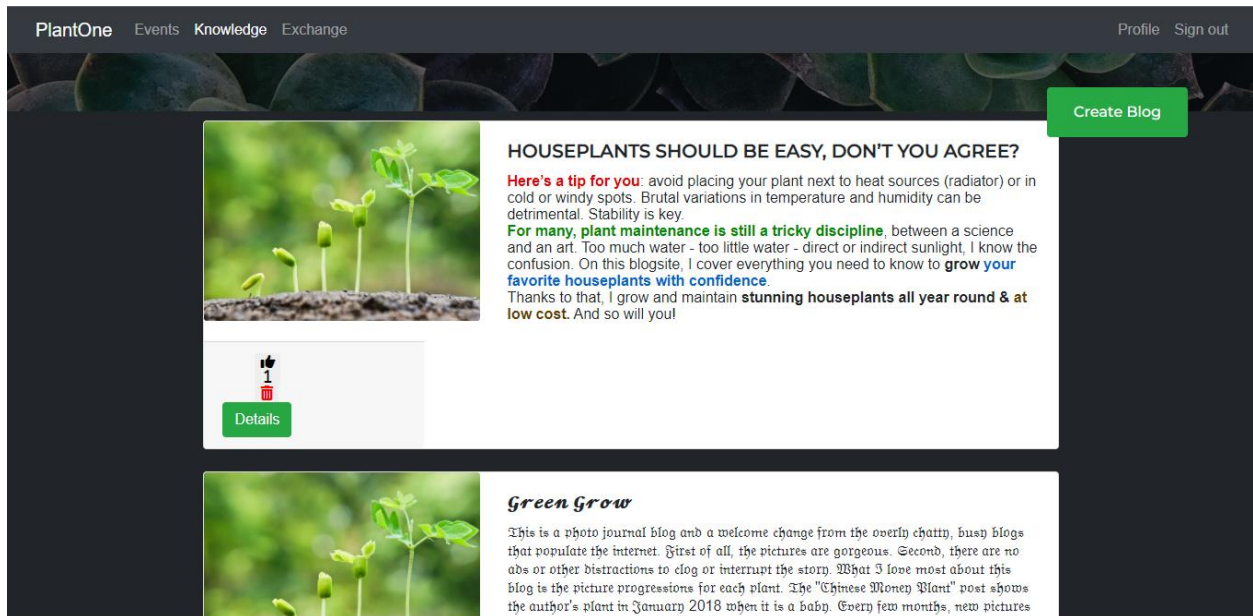 PlantOne Events Knowledge Exchange Profile Sign out
Create Blog
HOUSEPLANTS SHOULD BE EASY, DON’T YOU AGREE?
Here’s a tip for you: avoid placing your plant next to heat sources (radiator) or in
cold or windy spots. Brutal variations in temperature and humidity can be
detrimental. Stability is key.
For many, plant maintenance is still a tricky discipline, between a science
and an art. Too much water - too little water - direct or indirect sunlight, I know the
confusion. On this blogsite, I cover everything you need to know to grow your
favorite houseplants with confidence.
Thanks to that, I grow and maintain stunning houseplants all year round & at
low cost. And so will you!
1
Details
Green Grow
This is a photo journal blog and a welcome change from the overly chatty, busy blogs
that populate the internet. First of all, the pictures are gorgeous. Second, there are no
ads or other distractions to clog or interrupt the story. What I love most about this
blog is the picture progressions for each plant. The "Chinese Money Plant" post shows
the author's plant in January 2018 when it is a baby. Every few months, new pictures